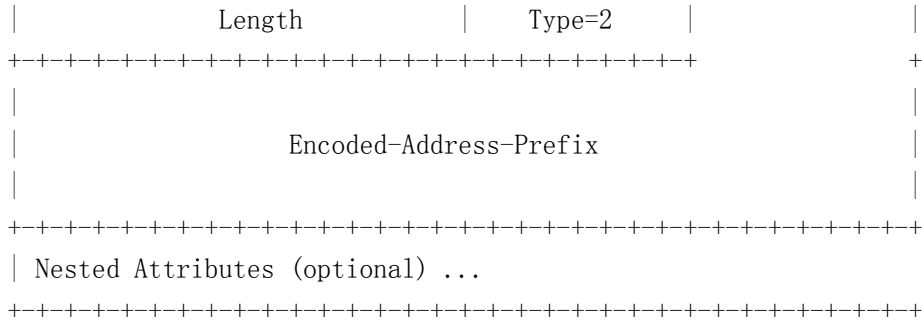 |              Length           |    Type=2     |               |
+-+-+-+-+-+-+-+-+-+-+-+-+-+-+-+-+-+-+-+-+-+-+-+-+               +
|                                                               |
|                   Encoded-Address-Prefix                      |
|                                                               |
+-+-+-+-+-+-+-+-+-+-+-+-+-+-+-+-+-+-+-+-+-+-+-+-+-+-+-+-+-+-+-+-+
| Nested Attributes (optional) ...
+-+-+-+-+-+-+-+-+-+-+-+-+-+-+-+-+-+-+-+-+-+-+-+-+-+-+-+-+-+-+-+-+